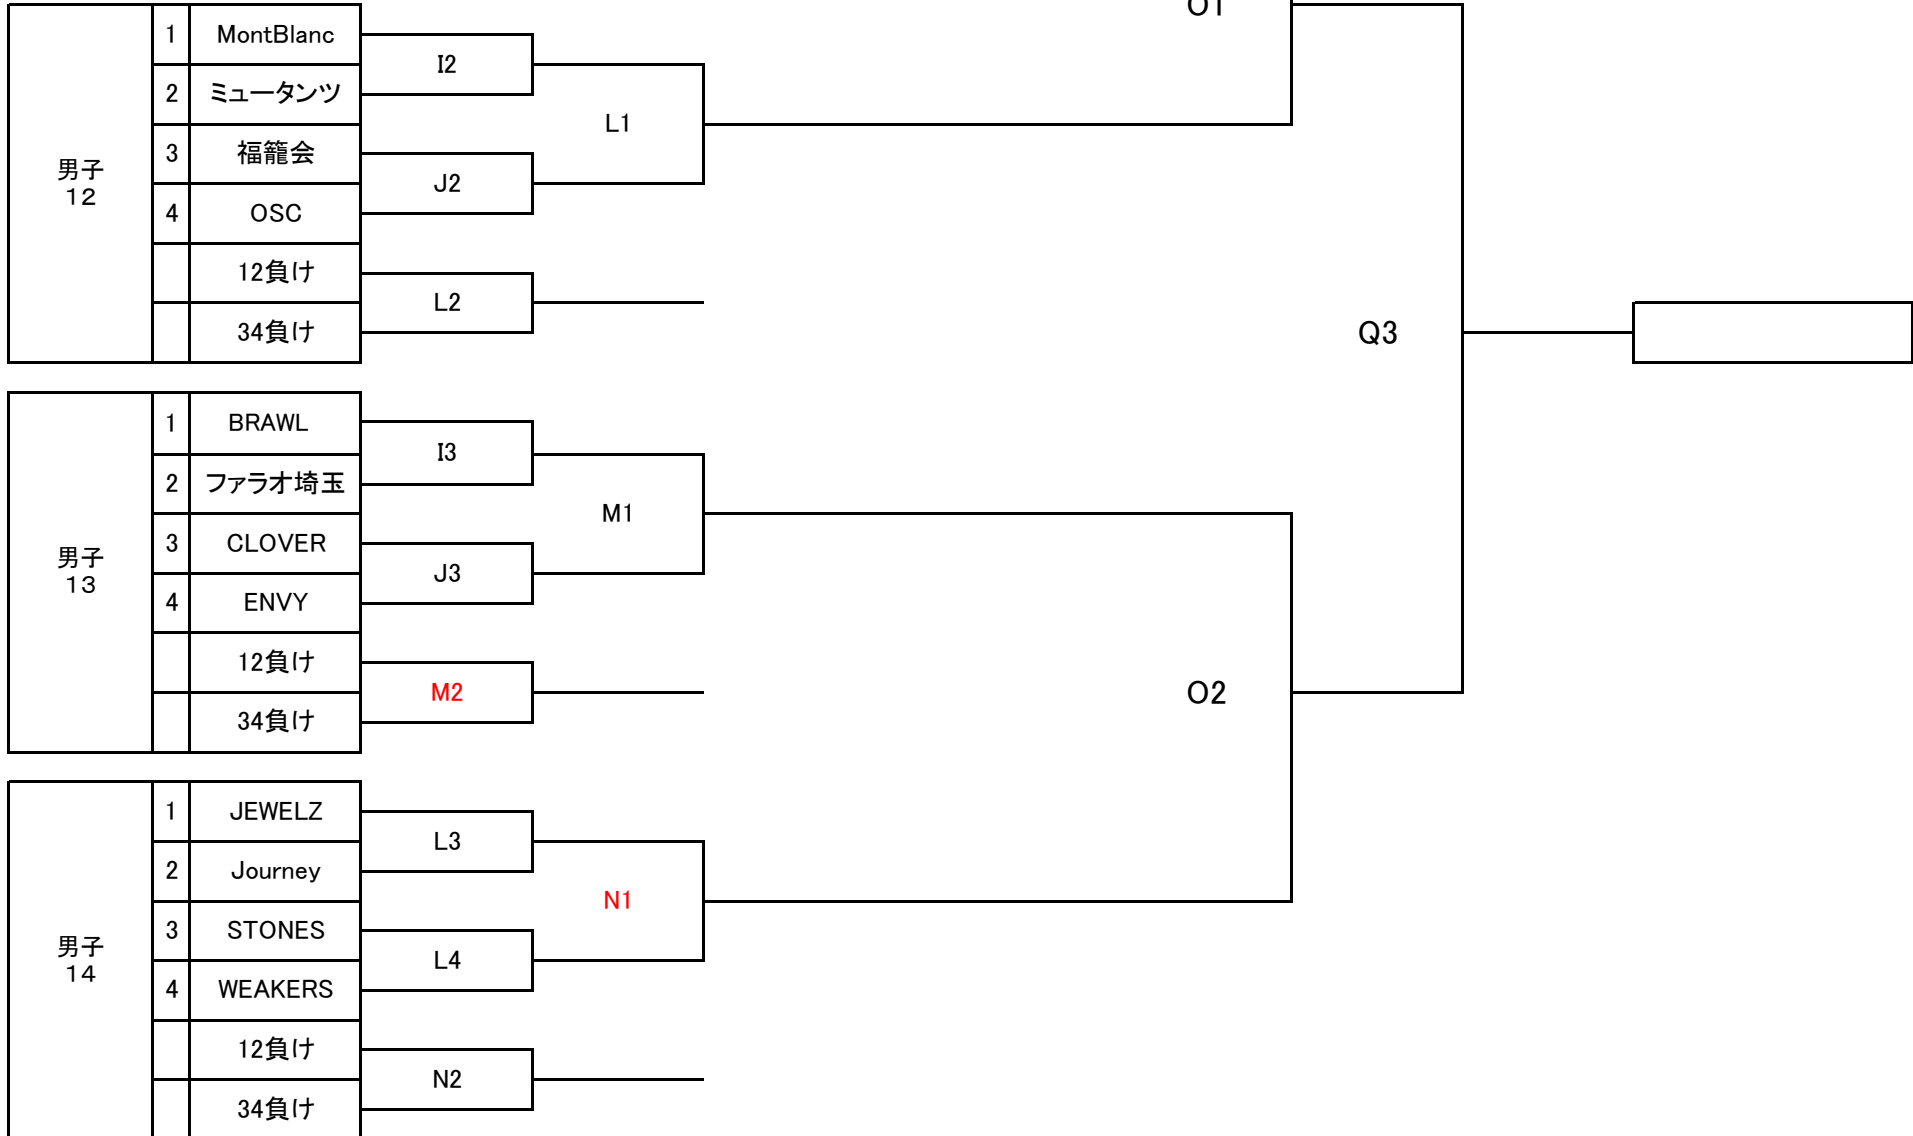 O1
男子
１２
1 MontBlanc
I2
2 ミュータンツ
L1
3 福籠会
J2
4 OSC
12負け
L2
34負け
Q3
男子
１３
1 BRAWL
I3
2 ファラオ埼玉
M1
3 CLOVER
J3
4 ENVY
12負け
M2
34負け
O2
男子
１４
1 JEWELZ
L3
2 Journey
N1
3 STONES
L4
4 WEAKERS
12負け
N2
34負け